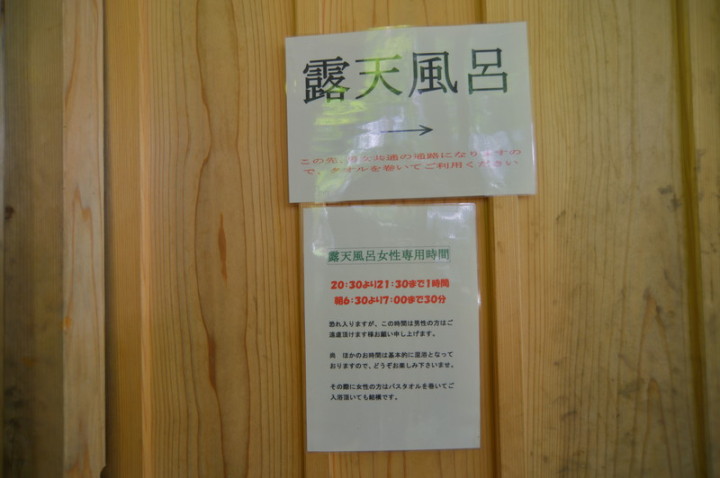 露天風呂
→
この先、男女共通の通路になりますの
で、タオルを巻いてご利用ください
露天風呂女性専用時間
20:30より21:30まで1時間
朝6:30より7:00まで30分
恐れ入りますが、この時間は男性の方はご
遠慮頂けます様お願い申し上げます。
尚　ほかのお時間は基本的に混浴となって
おりますので、どうぞお楽しみ下さいませ。
その際に女性の方はバスタオルを巻いてご
入浴頂いても結構です。